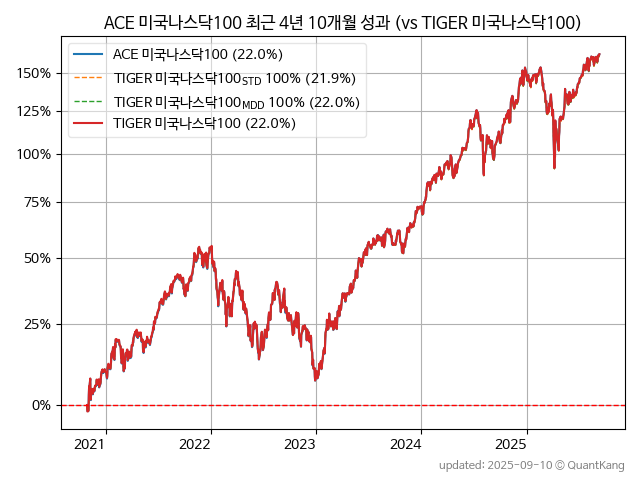 ACE 미국나스닥100 최근 4년 10개월 성과 (vs TIGER 미국나스닥100)
ACE 미국나스닥100 (22.0%)
TIGER 미국나스닥100STD 100% (21.9%)
TIGER 미국나스닥100MDD 100% (22.0%)
TIGER 미국나스닥100 (22.0%)
150%
125%
100%
75%
50%
25%
0%
2021 2022 2023 2024 2025
updated: 2025-09-10 © QuantKang